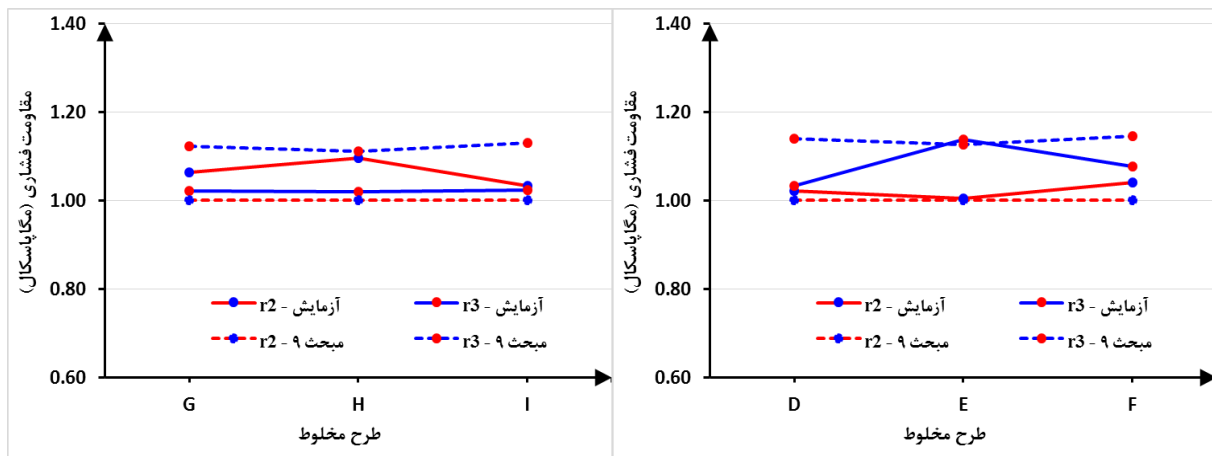 مقاومت فشاری (مگاپاسکال)
1.40
1.20
1.00
0.80
0.60
r2 - آزمایش
r3 - آزمایش
r2 - مبحث ۹
r3 - مبحث ۹
G H I
طرح مخلوط
مقاومت فشاری (مگاپاسکال)
1.40
1.20
1.00
0.80
0.60
r2 - آزمایش
r3 - آزمایش
r2 - مبحث ۹
r3 - مبحث ۹
D E F
طرح مخلوط